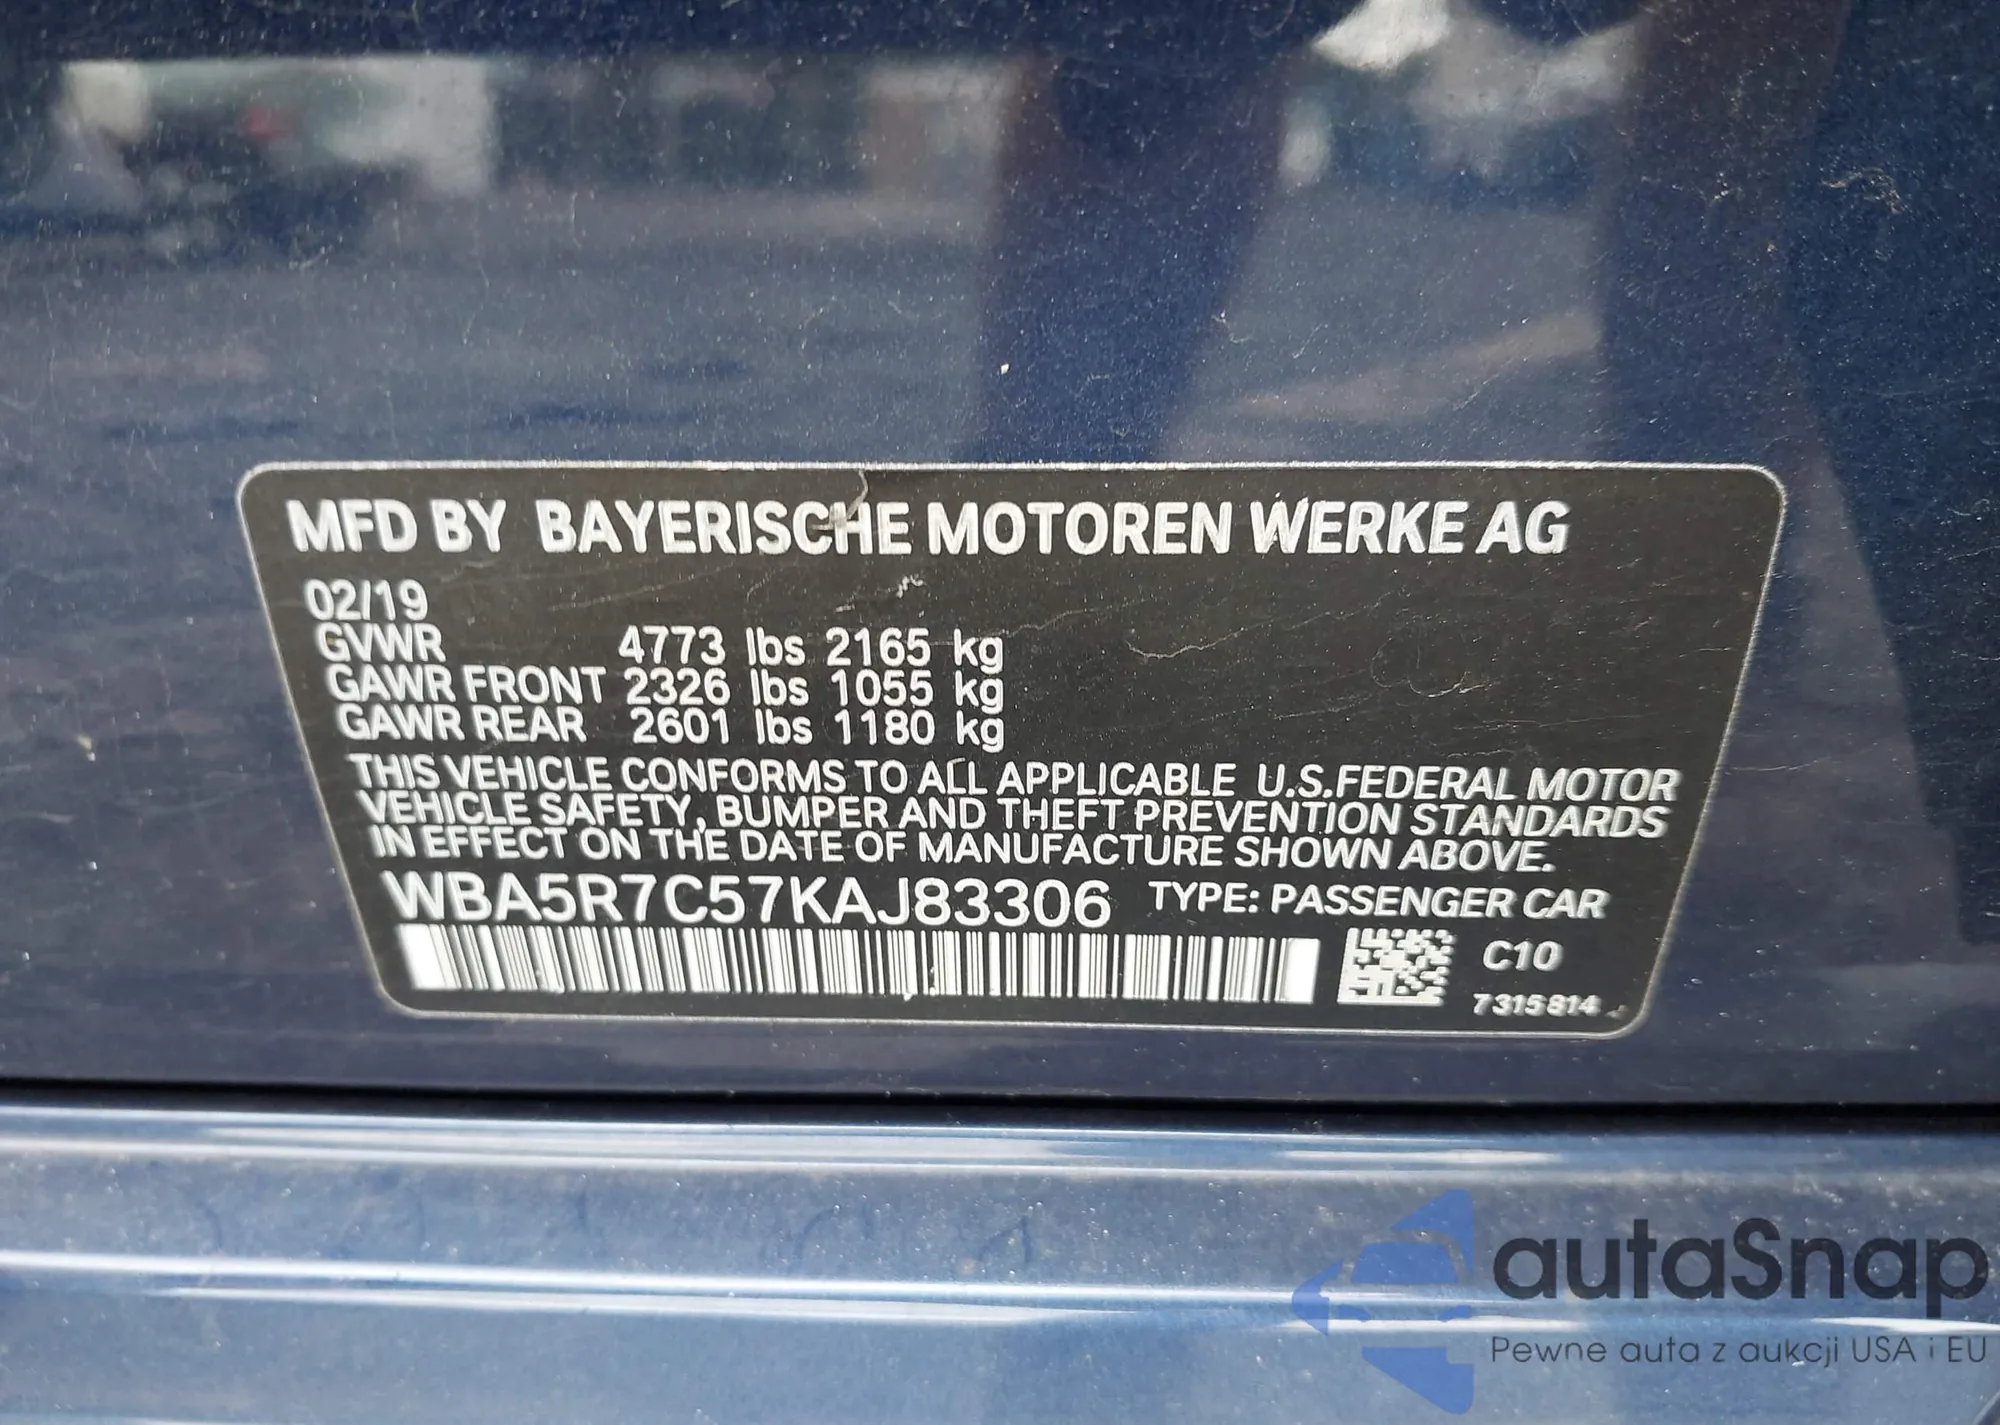 MFD BY BAYERISCHE MOTOREN WERKE AG
02/19
GVWR 4773 lbs 2165 kg
GAWR FRONT 2326 lbs 1055 kg
GAWR REAR 2601 lbs 1180 kg
THIS VEHICLE CONFORMS TO ALL APPLICABLE U.S.FEDERAL MOTOR
VEHICLE SAFETY, BUMPER AND THEFT PREVENTION STANDARDS
IN EFFECT ON THE DATE OF MANUFACTURE SHOWN ABOVE.
WBA5R7C57KAJ83306 TYPE: PASSENGER CAR
C10
7315814
autaSnap
Pewne auta z aukcji USA i EU